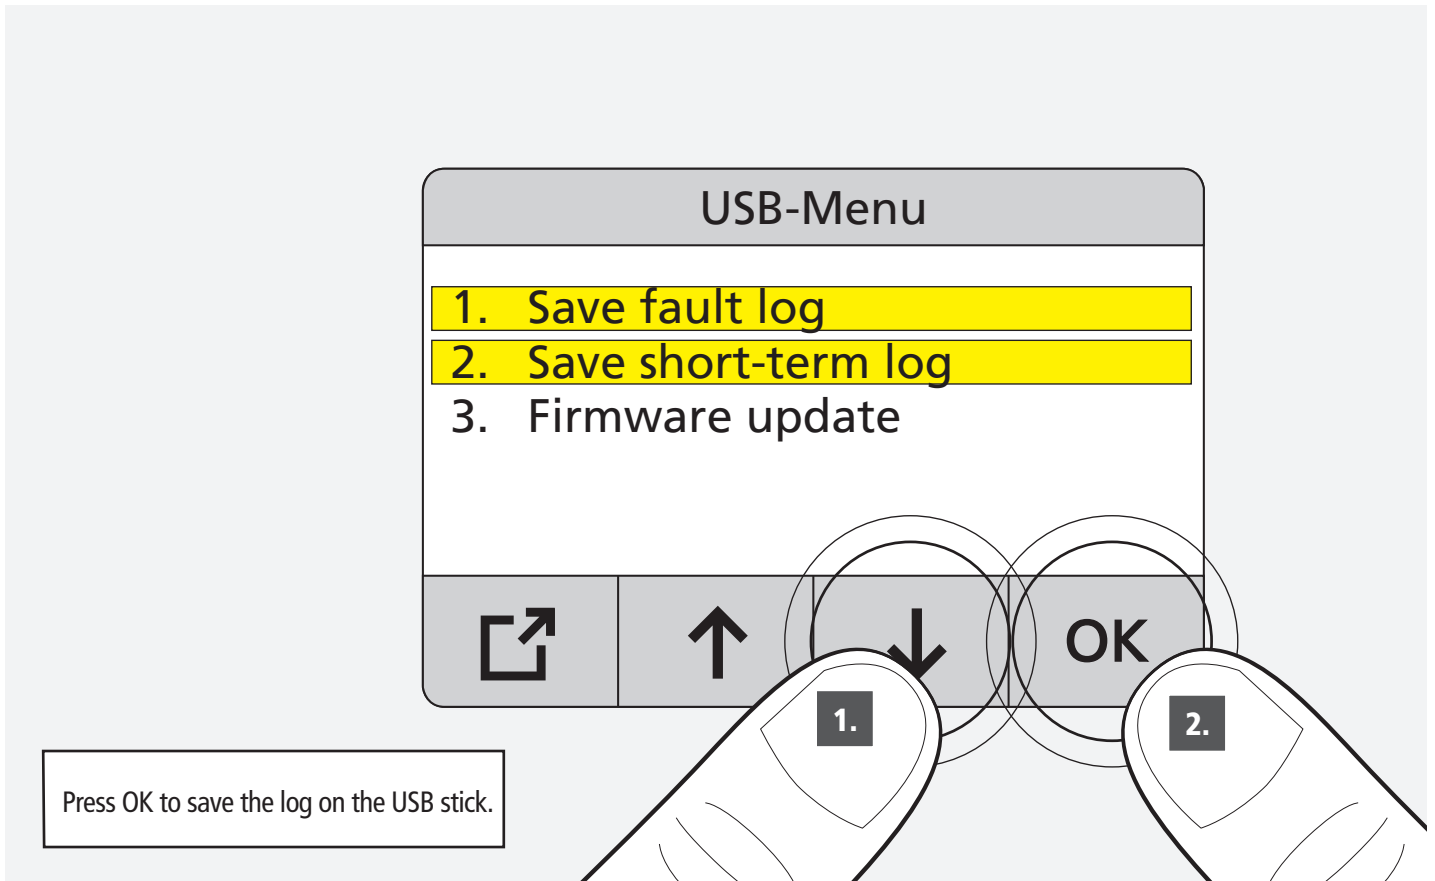 USB-Menu
1. Save fault log
2. Save short-term log
3. Firmware update
OK
1.
2.
Press OK to save the log on the USB stick.